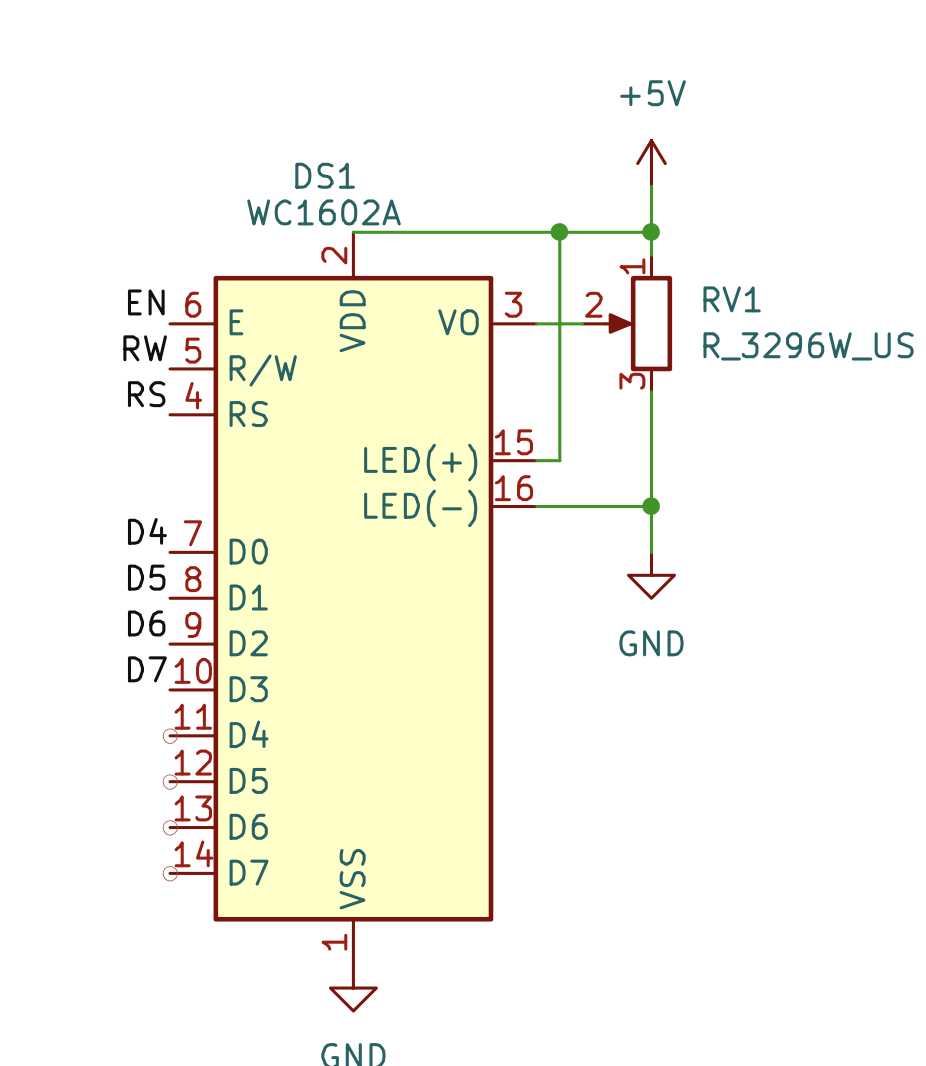 +5V
DS1
WC1602A
2
1
EN 6 E
VDD
VO 3
2
RV1
RW 5 R/W
R_3296W_US
3
RS 4 RS
LED(+) 15
LED(-) 16
D4 7 D0
D5 8 D1
D6 9 D2
GND
D7 10 D3
11 D4
12 D5
13 D6
14 D7
VSS
1
GND